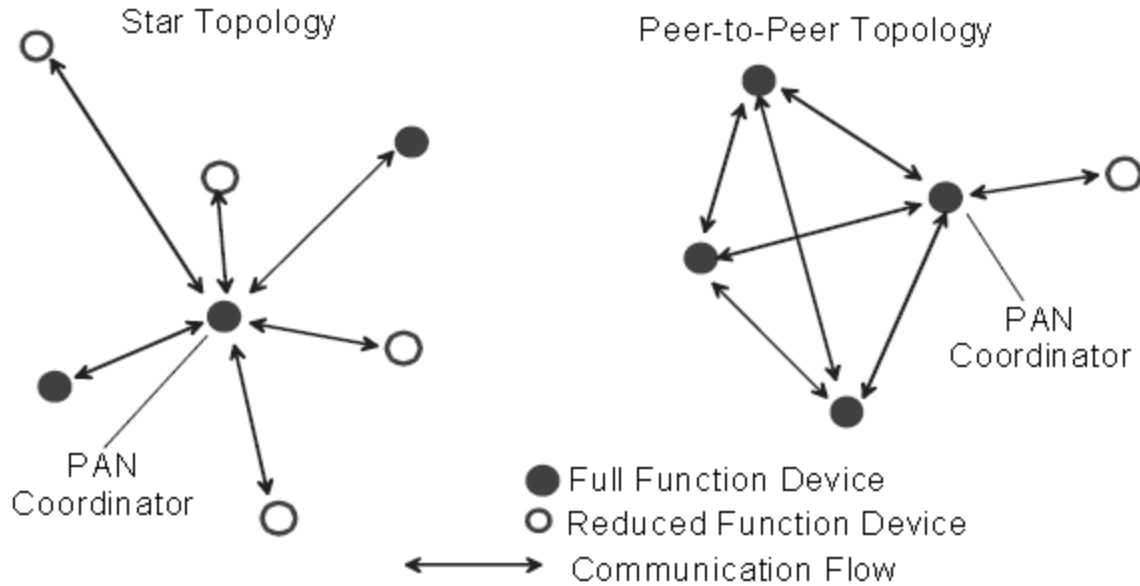 Star Topology
Peer-to-Peer Topology
PAN
Coordinator
PAN
Coordinator
Full Function Device
Reduced Function Device
Communication Flow